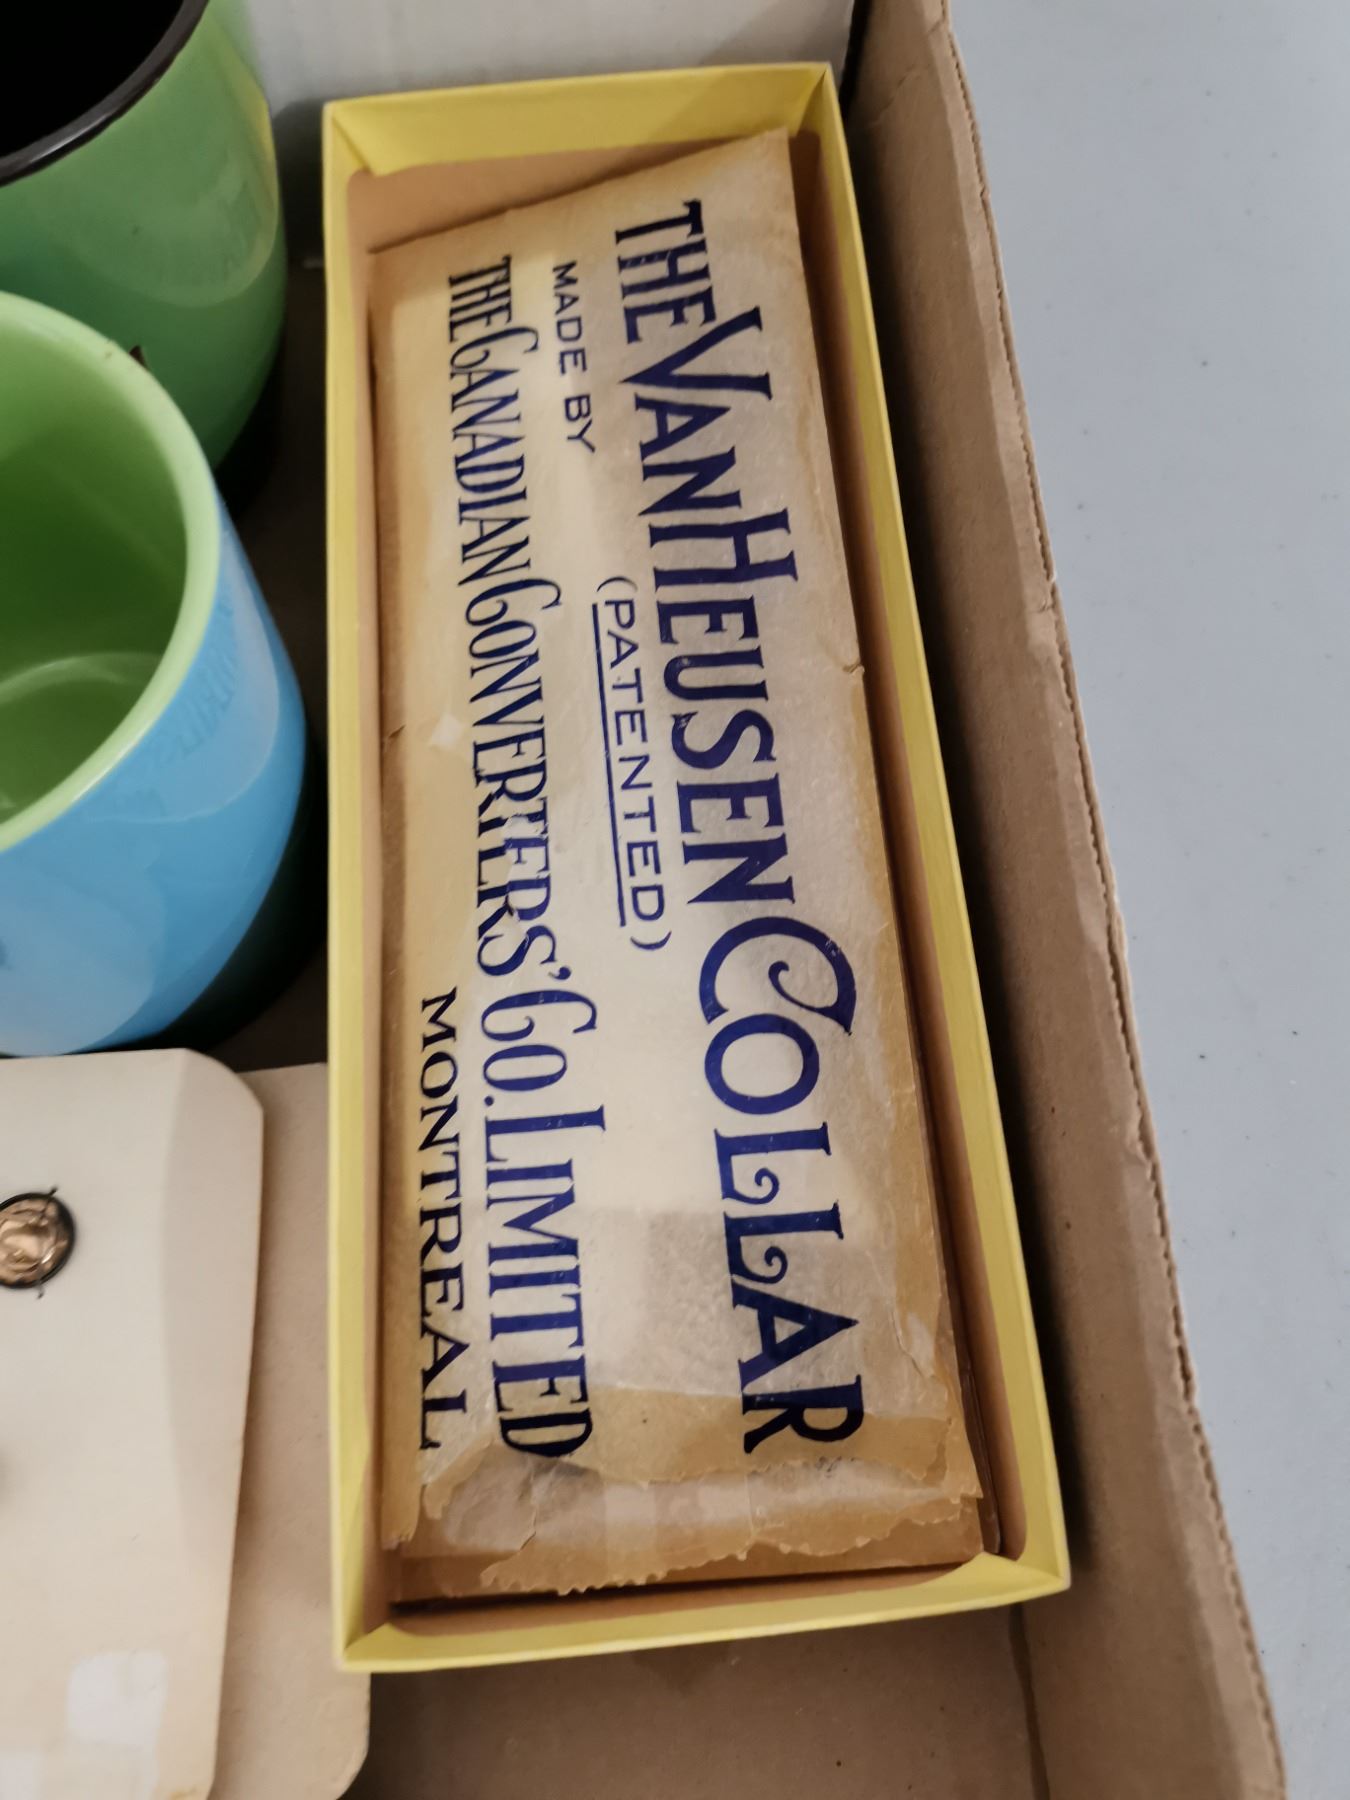 THE VAN HEUSEN COLLAR
(PATENTED)
MADE BY
THE CANADIAN CONVERTERS' CO. LIMITED
MONTREAL